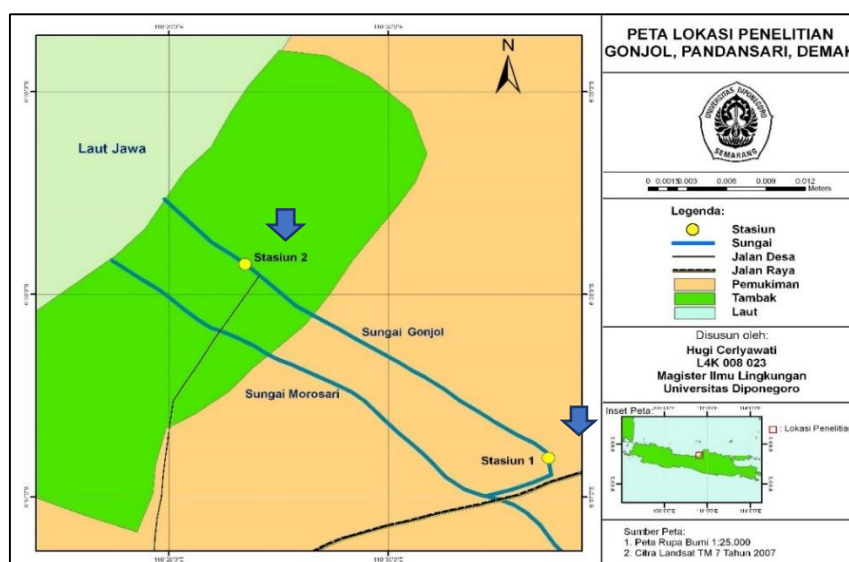 PETA LOKASI PENELITIAN
GONJOL, PANDANSARI, DEMAK
UNIVERSITAS DIPONEGORO
SEMARANG
0 0.0015 0.003 0.006 0.009 0.012
Meters
Legenda:
Stasiun
Sungai
Jalan Desa
Jalan Raya
Pemukiman
Tambak
Laut
Disusun oleh:
Hugi Cerlyawati
L4K 008 023
Magister Ilmu Lingkungan
Universitas Diponegoro
Inset Peta:
: Lokasi Penelitian
Sumber Peta:
1. Peta Rupa Bumi 1:25.000
2. Citra Landsat TM 7 Tahun 2007
N
Laut Jawa
Stasiun 2
Sungai Gonjol
Sungai Morosari
Stasiun 1